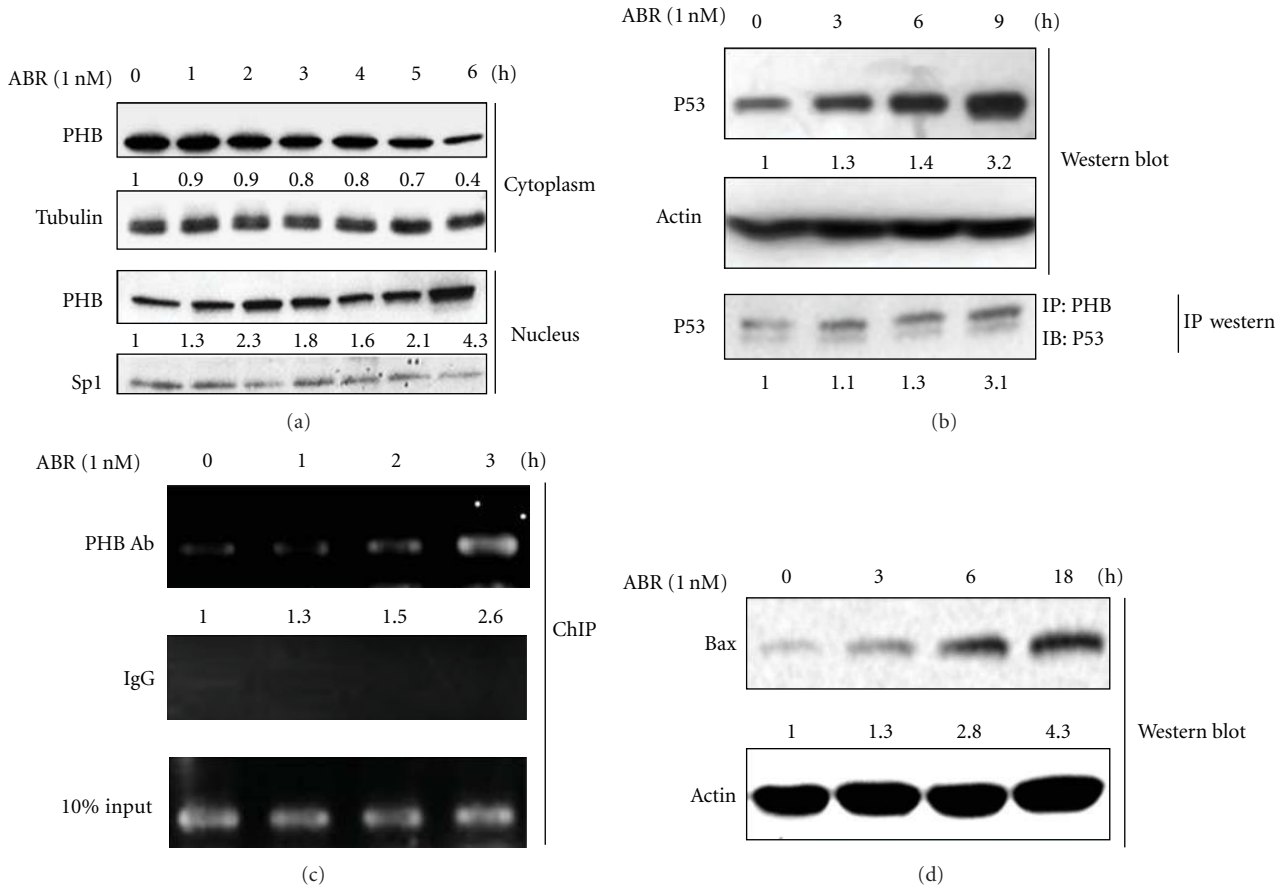 ABR (1 nM) 0 1 2 3 4 5 6 (h)
PHB
1 0.9 0.9 0.8 0.8 0.7 0.4
Cytoplasm
Tubulin
PHB
1 1.3 2.3 1.8 1.6 2.1 4.3
Nucleus
Sp1
(a)
ABR (1 nM) 0 3 6 9 (h)
P53
1 1.3 1.4 3.2
Western blot
Actin
P53
IP: PHB
IB: P53
IP western
1 1.1 1.3 3.1
(b)
ABR (1 nM) 0 1 2 3 (h)
PHB Ab
1 1.3 1.5 2.6
ChIP
IgG
10% input
(c)
ABR (1 nM) 0 3 6 18 (h)
Bax
1 1.3 2.8 4.3
Western blot
Actin
(d)